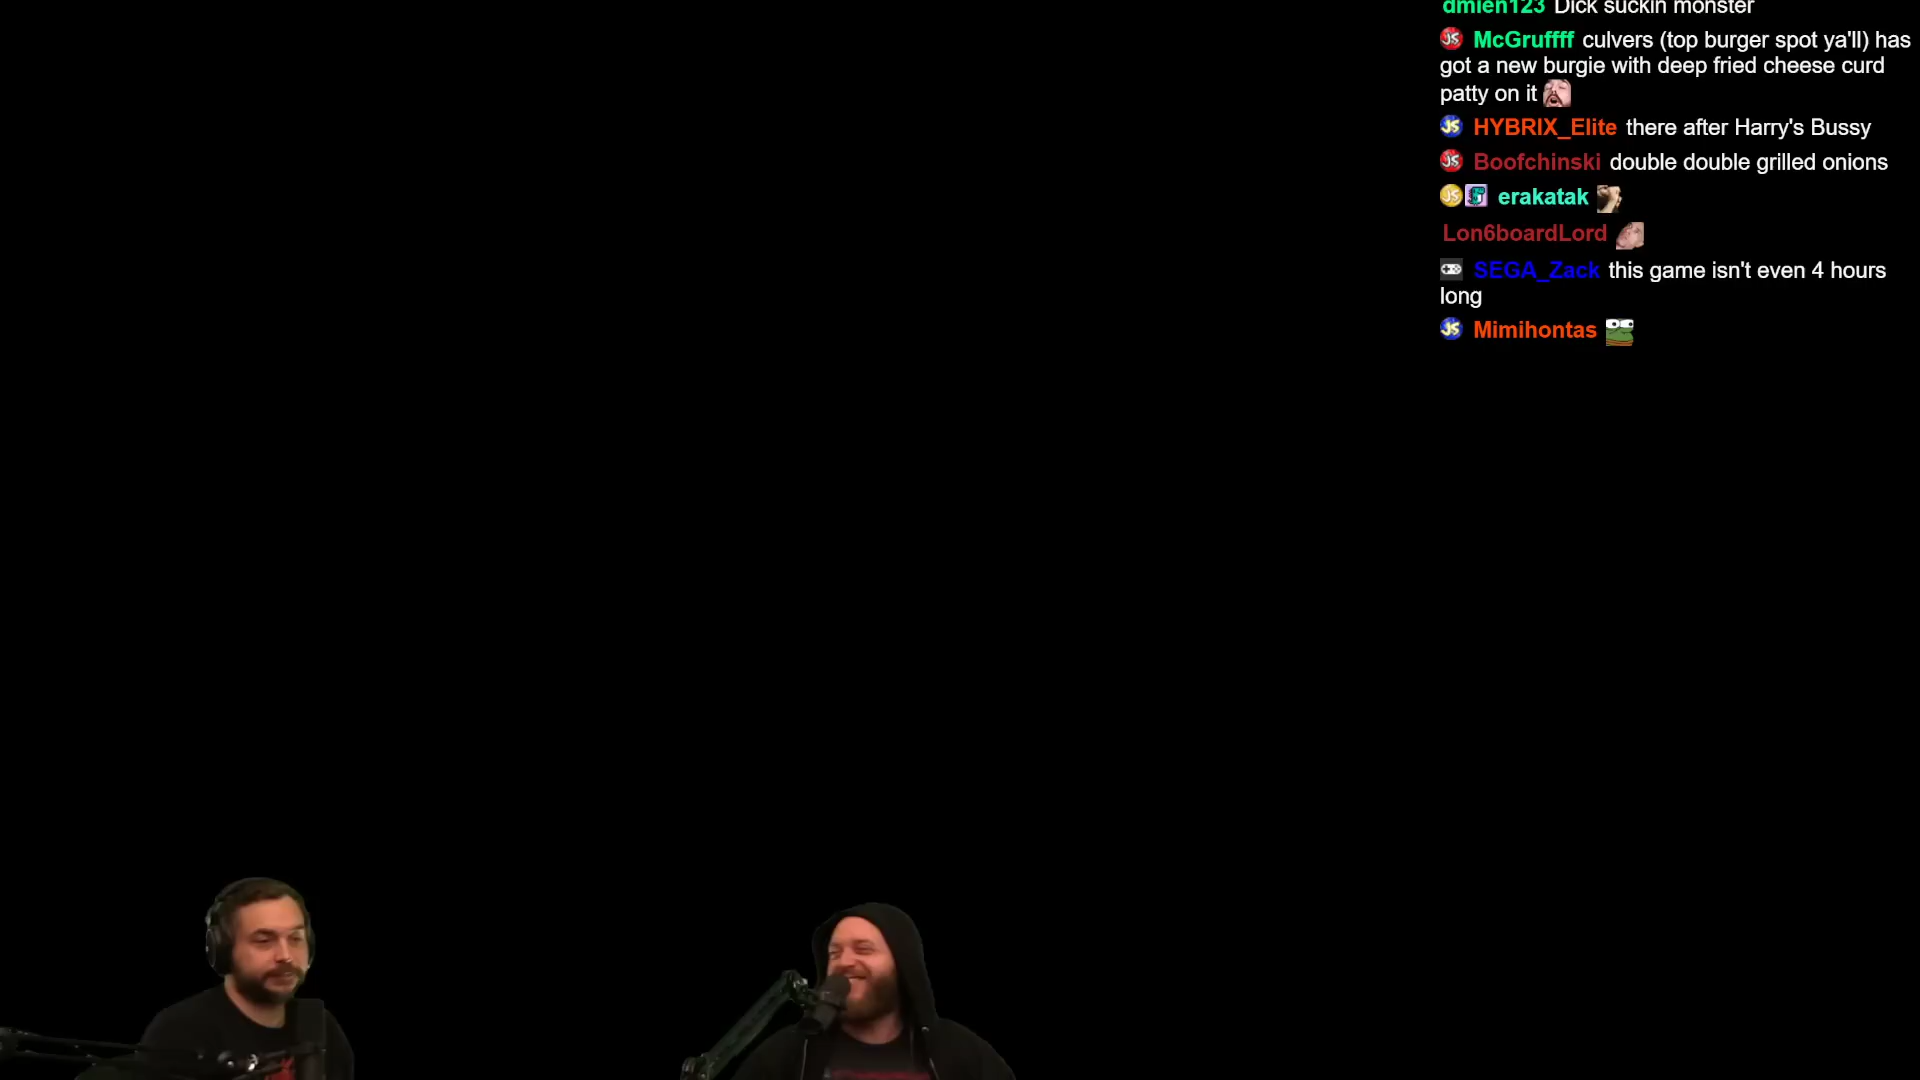 dmien123 Dick suckin monster
McGruffff culvers (top burger spot ya'll) has
got a new burgie with deep fried cheese curd
patty on it
HYBRIX_Elite there after Harry's Bussy
Boofchinski double double grilled onions
erakatak
Lon6boardLord
SEGA_Zack this game isn't even 4 hours
long
Mimihontas